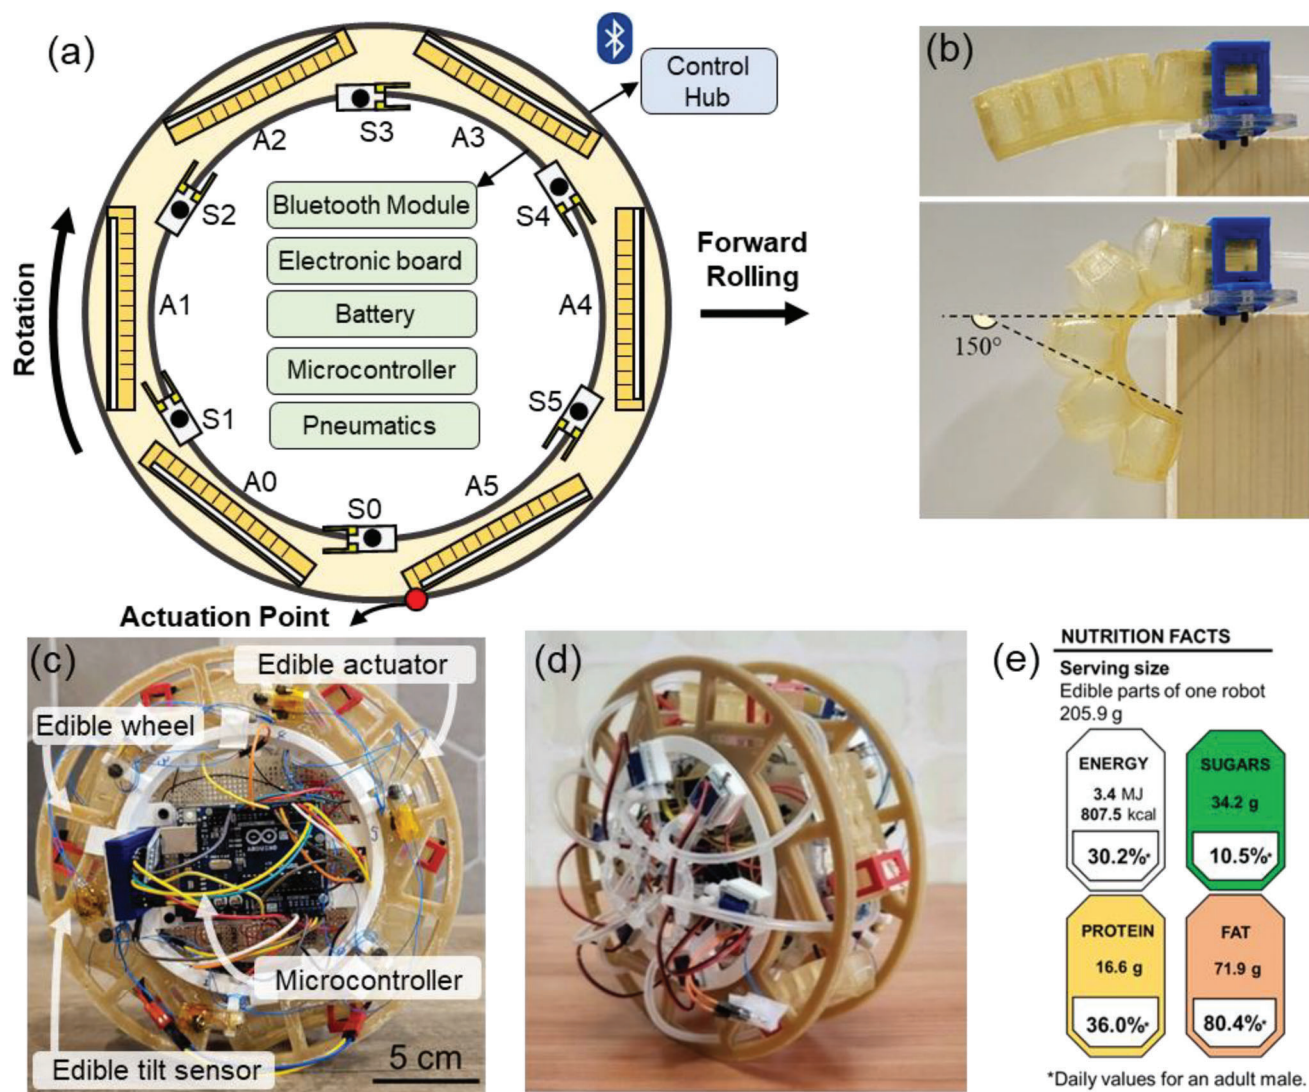 (a)
Control
Hub
A2
S3
A3
S2
S4
Bluetooth Module
Electronic board
Battery
Microcontroller
Pneumatics
Rotation
A1
A4
Forward
Rolling
S1
S5
A0
S0
A5
Actuation Point
(b)
150°
(c)
Edible actuator
Edible wheel
ARDUINO
Microcontroller
Edible tilt sensor
5 cm
(d)
(e)
NUTRITION FACTS
Serving size
Edible parts of one robot
205.9 g
ENERGY
3.4 MJ
807.5 kcal
30.2%*
SUGARS
34.2 g
10.5%*
PROTEIN
16.6 g
36.0%*
FAT
71.9 g
80.4%*
*Daily values for an adult male.